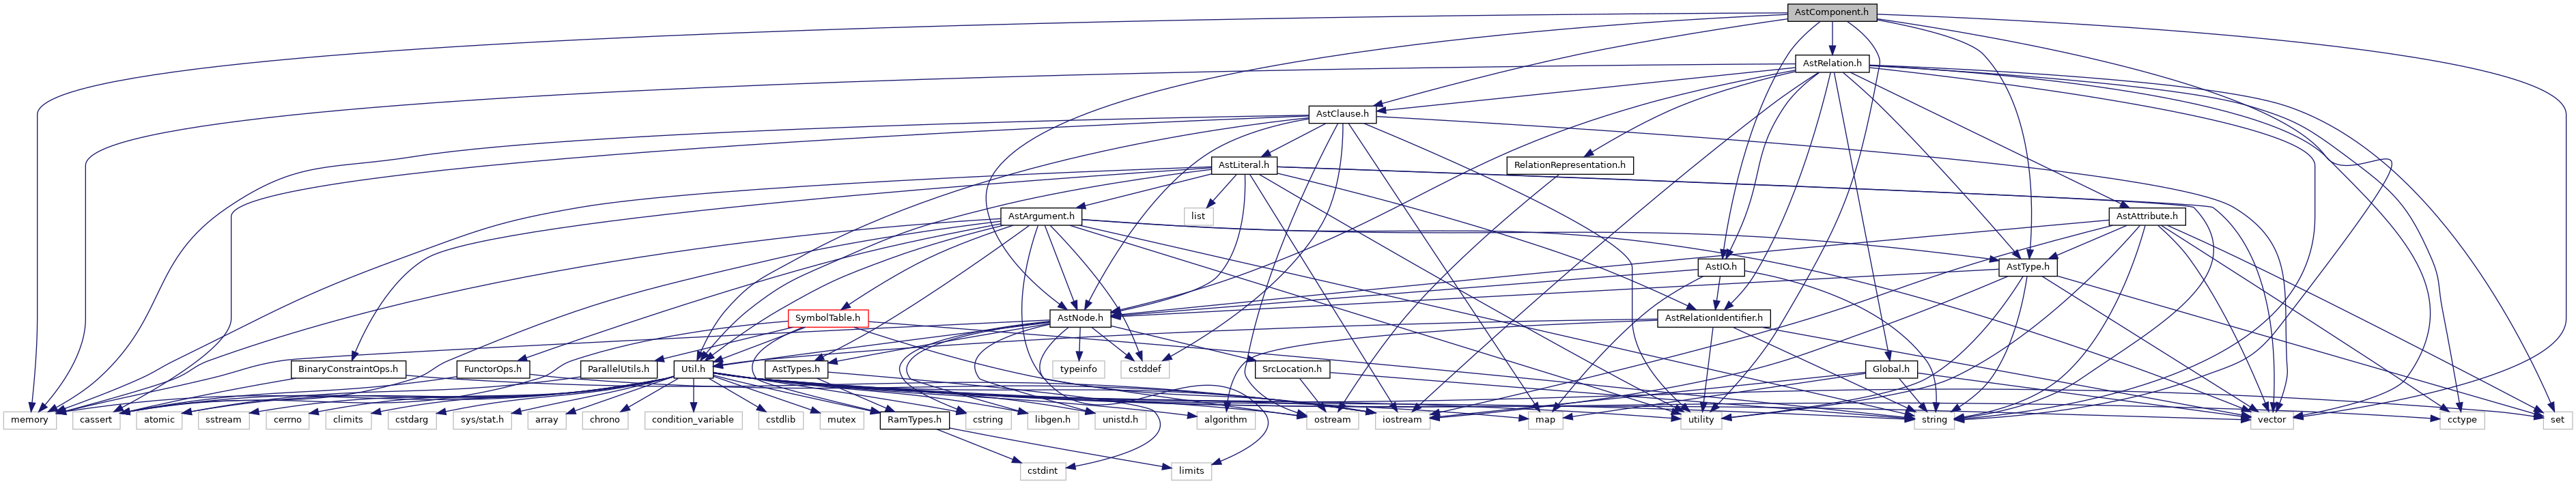 AstComponent.h
AstRelation.h
AstClause.h
AstLiteral.h
RelationRepresentation.h
list
AstArgument.h
AstAttribute.h
AstIO.h
AstType.h
SymbolTable.h
AstNode.h
AstRelationIdentifier.h
BinaryConstraintOps.h
FunctorOps.h
ParallelUtils.h
Util.h
AstTypes.h
typeinfo
cstddef
SrcLocation.h
Global.h
memory
cassert
atomic
sstream
cerrno
climits
cstdarg
sys/stat.h
array
chrono
condition_variable
cstdlib
mutex
RamTypes.h
cstring
libgen.h
unistd.h
algorithm
ostream
iostream
map
utility
string
vector
cctype
set
cstdint
limits